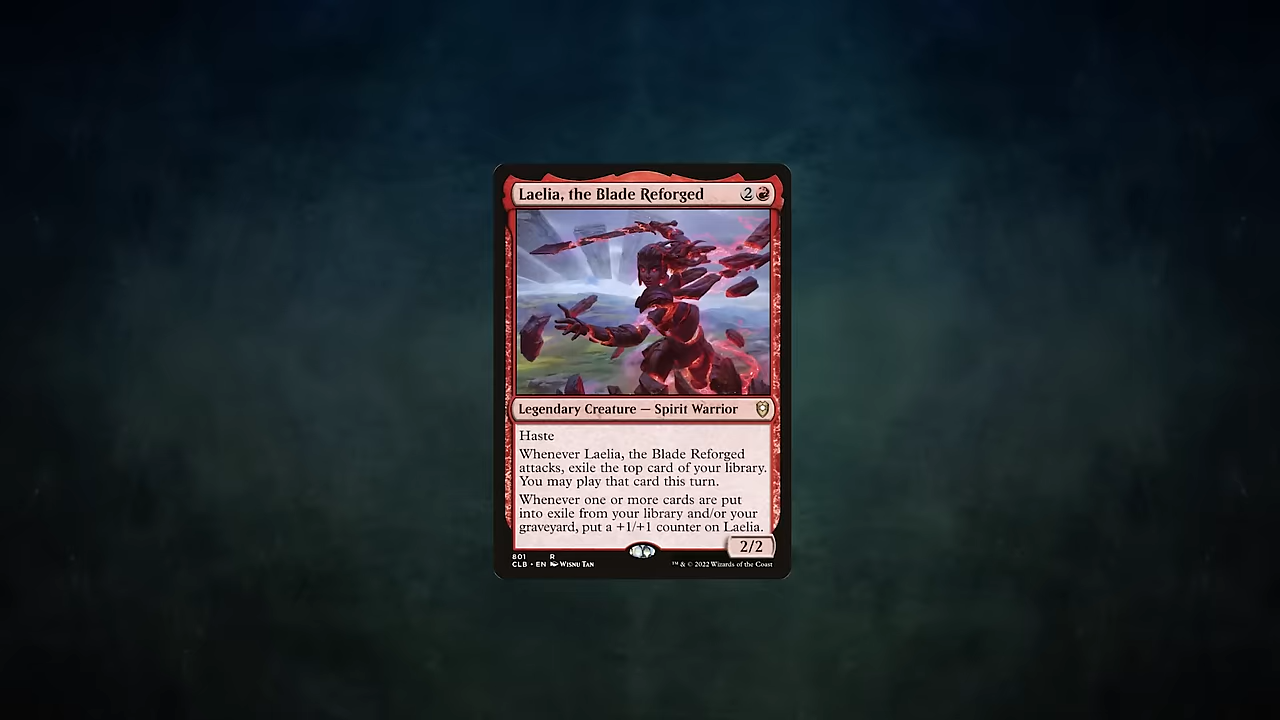 Laelia, the Blade Reforged 2
Legendary Creature — Spirit Warrior
Haste
Whenever Laelia, the Blade Reforged
attacks, exile the top card of your library.
You may play that card this turn.
Whenever one or more cards are put
into exile from your library and/or your
graveyard, put a +1/+1 counter on Laelia.
2/2
801 R
CLB • EN Wisnu Tan
™ & © 2022 Wizards of the Coast